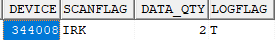 DEVICE SCANFLAG DATA_QTY LOGFLAG
344008 IRK 2 T